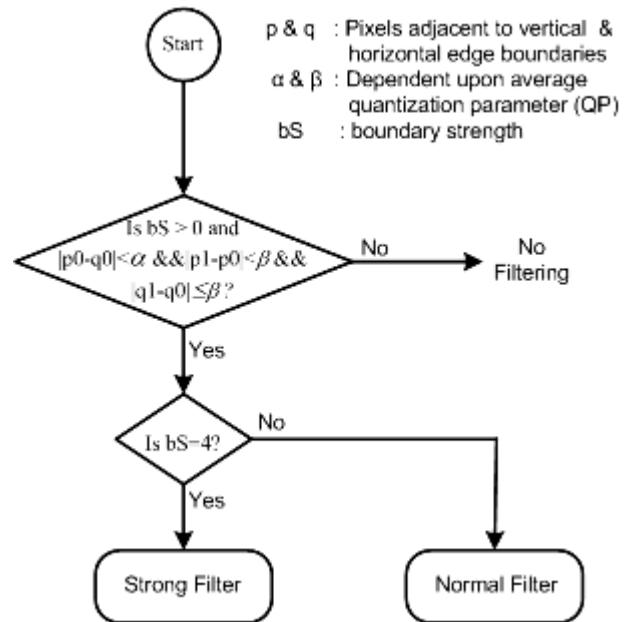 Start
p & q : Pixels adjacent to vertical &
horizontal edge boundaries
α & β : Dependent upon average
quantization parameter (QP)
bS : boundary strength
Is bS > 0 and
|p0-q0|<α &&|p1-p0|<β&&
|q1-q0|≤β?
No
No
Filtering
Yes
Is bS=4?
No
Yes
Strong Filter
Normal Filter